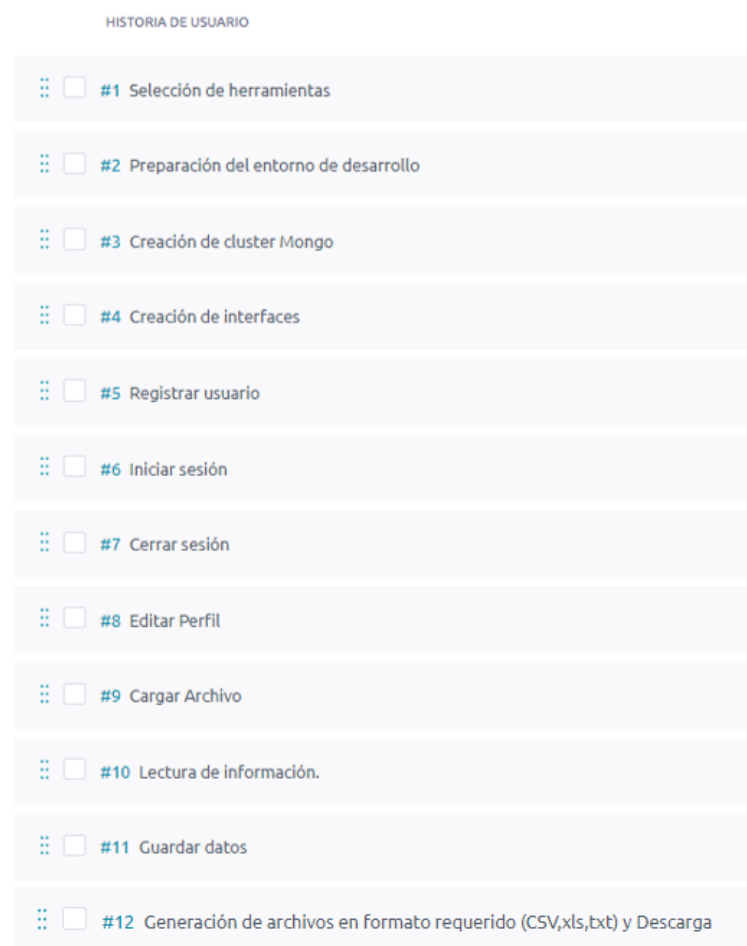 HISTORIA DE USUARIO
#1 Selección de herramientas
#2 Preparación del entorno de desarrollo
#3 Creación de cluster Mongo
#4 Creación de interfaces
#5 Registrar usuario
#6 Iniciar sesión
#7 Cerrar sesión
#8 Editar Perfil
#9 Cargar Archivo
#10 Lectura de información.
#11 Guardar datos
#12 Generación de archivos en formato requerido (CSV,xls,txt) y Descarga